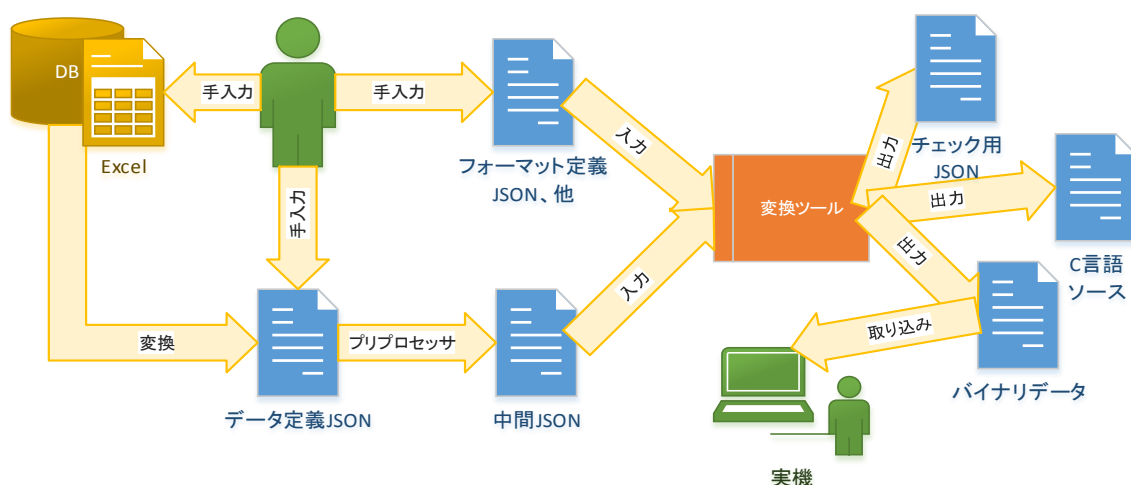 DB
Excel
手入力
手入力
手入力
フォーマット定義
JSON、他
入力
変換ツール
出力
チェック用
JSON
出力
C言語
ソース
出力
入力
変換
データ定義JSON
プリプロセッサ
中間JSON
取り込み
バイナリデータ
実機